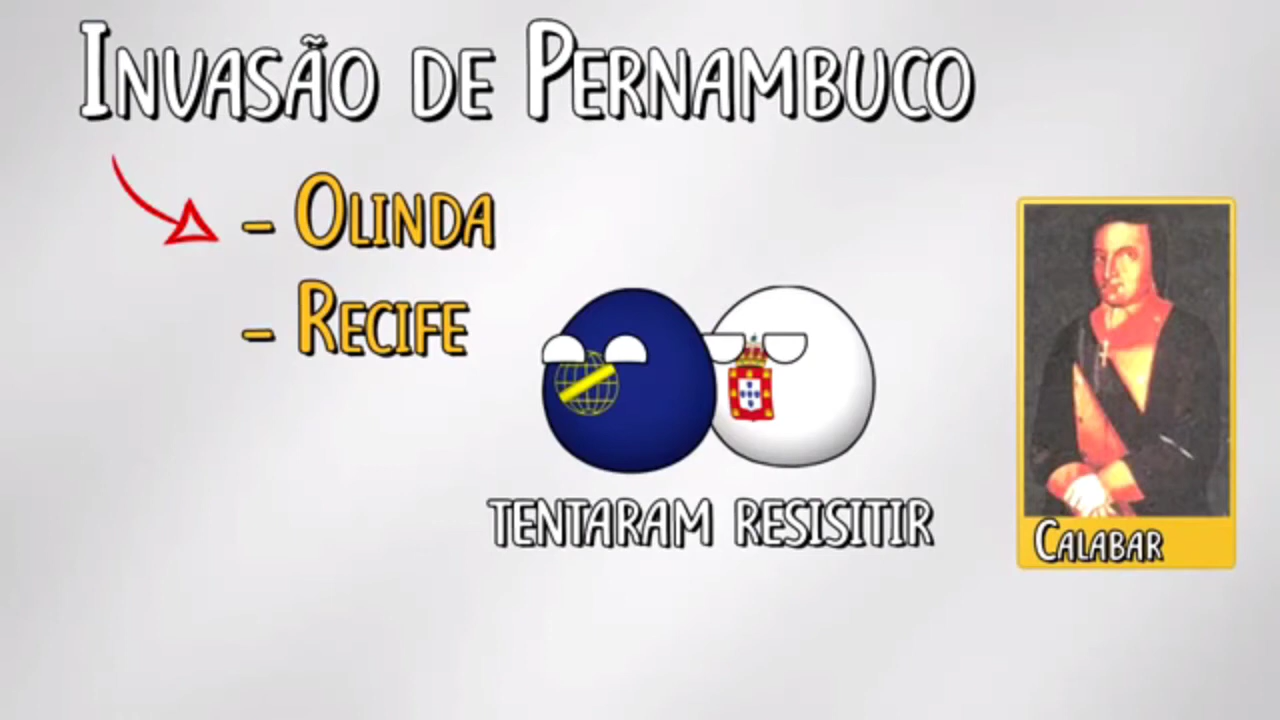 INVASÃO DE PERNAMBUCO
- OLINDA
- RECIFE
TENTARAM RESISITIR
CALABAR